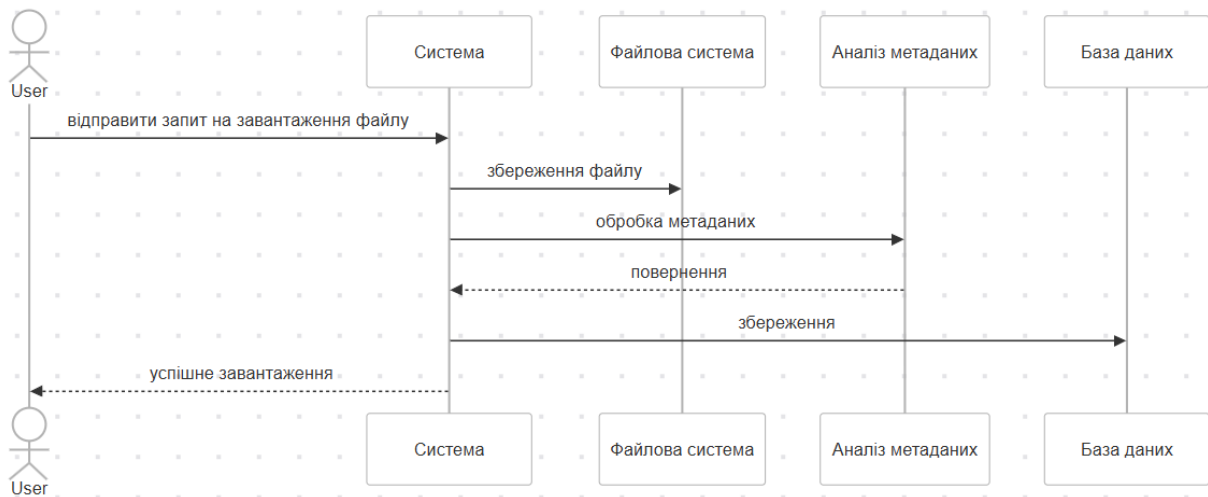 Система
Файлова система
Аналіз метаданих
База даних
User
відправити запит на завантаження файлу
збереження файлу
обробка метаданих
повернення
збереження
успішне завантаження
Система
Файлова система
Аналіз метаданих
База даних
User